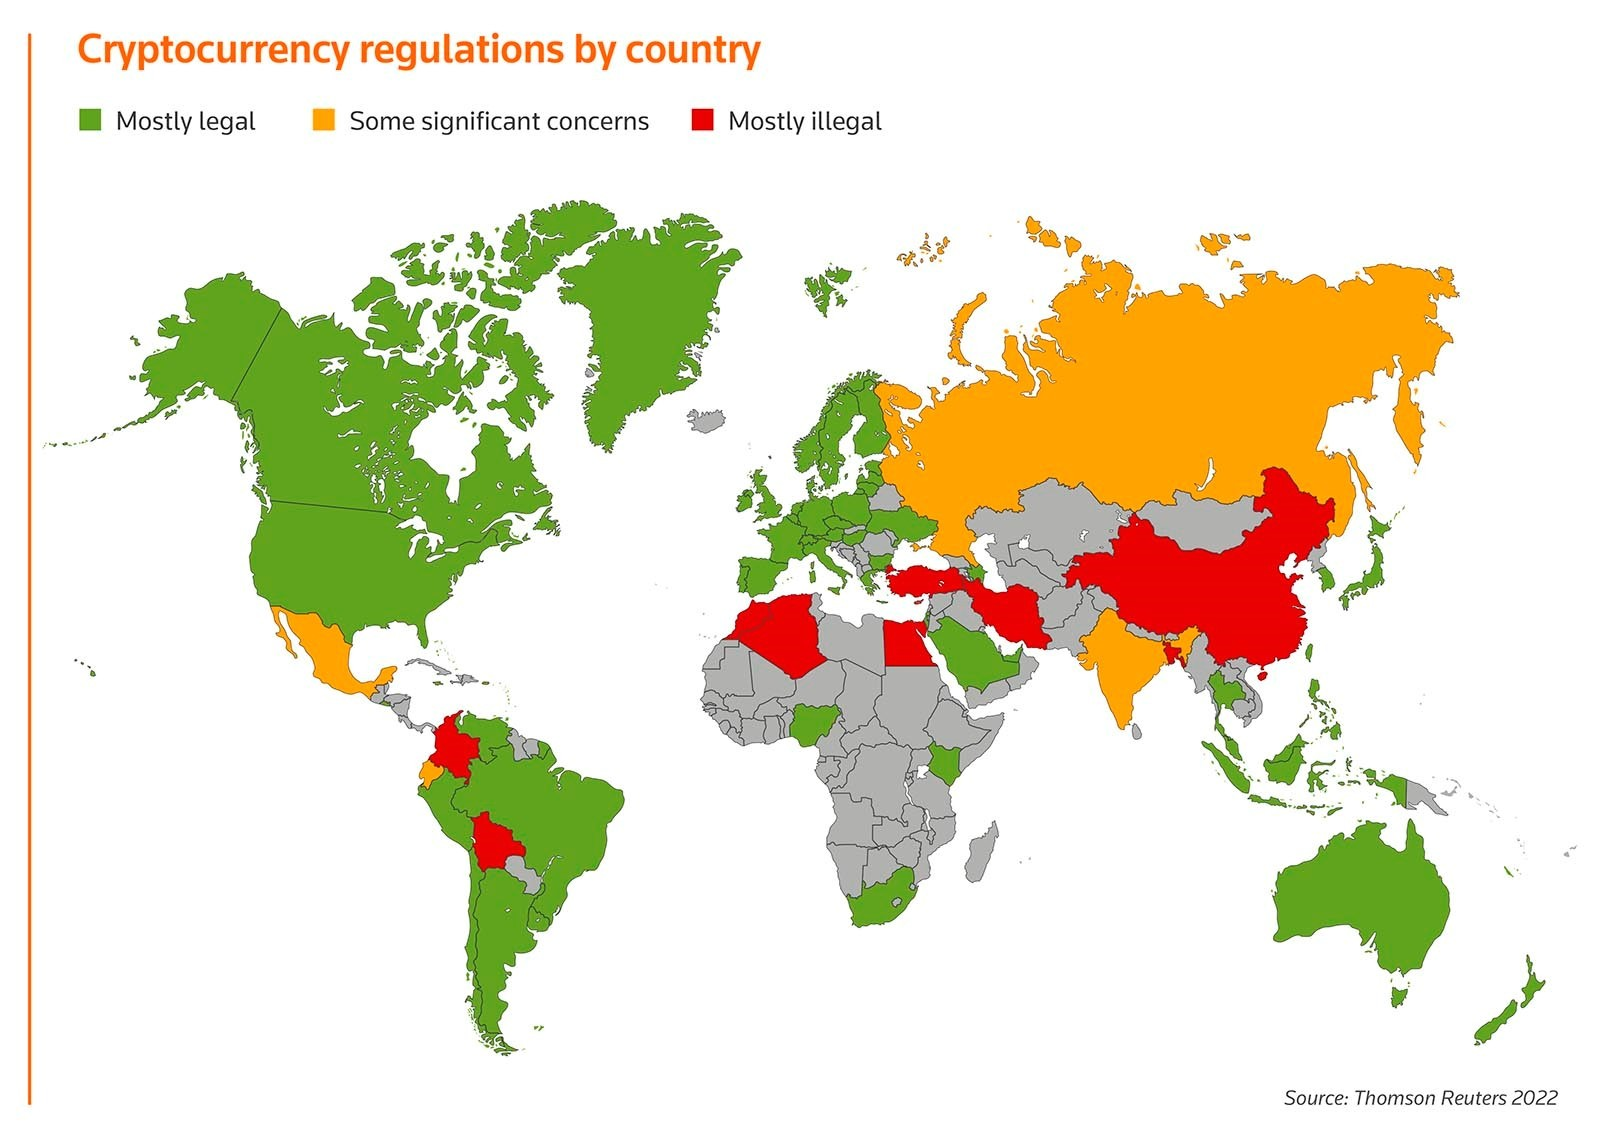 Cryptocurrency regulations by country
Mostly legal Some significant concerns Mostly illegal
Source: Thomson Reuters 2022